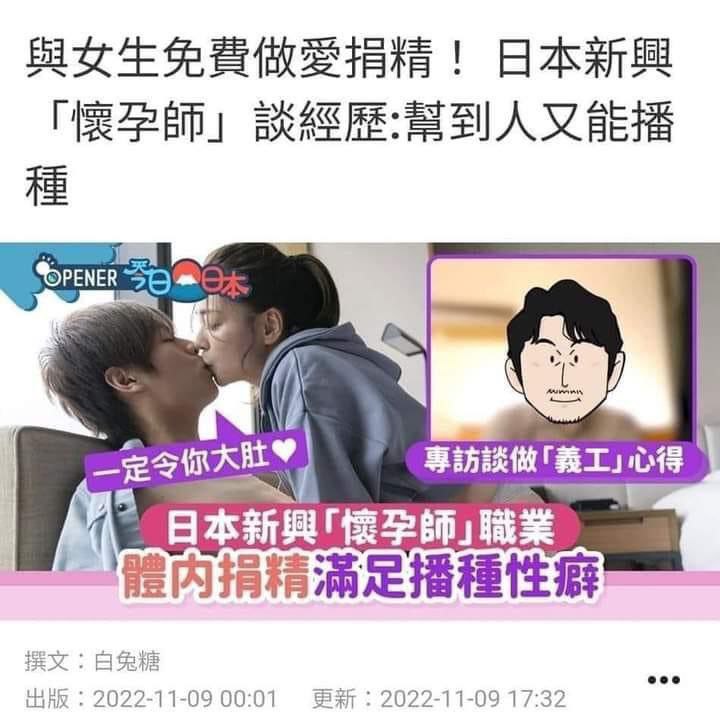 與女生免費做愛捐精！ 日本新興
「懷孕師」談經歷:幫到人又能播
種
OPENER 今日日本
一定令你大肚♥
專訪談做「義工」心得
日本新興「懷孕師」職業
體內捐精滿足播種性癖
撰文：白兔糖
出版：2022-11-09 00:01 更新：2022-11-09 17:32